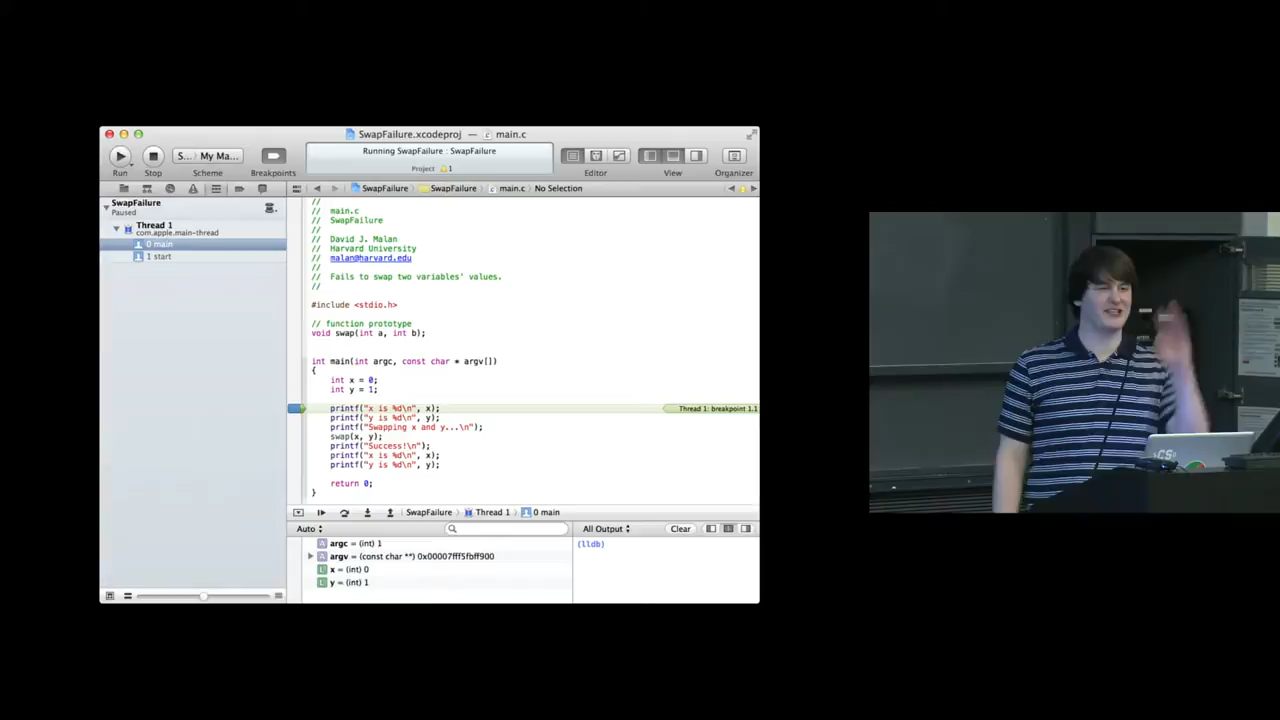 SwapFailure.xcodeproj — main.c
Running SwapFailure : SwapFailure
Project 1
S... My Ma...
Run Stop Scheme Breakpoints Editor View Organizer
SwapFailure SwapFailure main.c No Selection
SwapFailure
Paused
Thread 1
com.apple.main-thread
0 main
1 start
//
// main.c
// SwapFailure
//
// David J. Malan
// Harvard University
// malan@harvard.edu
//
// Fails to swap two variables' values.
//
#include <stdio.h>
// function prototype
void swap(int a, int b);
int main(int argc, const char * argv[])
{
int x = 0;
int y = 1;
printf("x is %d\n", x);
Thread 1: breakpoint 1.1
printf("y is %d\n", y);
printf("Swapping x and y...\n");
swap(x, y);
printf("Success!\n");
printf("x is %d\n", x);
printf("y is %d\n", y);
return 0;
}
SwapFailure Thread 1 0 main
Auto All Output Clear
argc = (int) 1
argv = (const char **) 0x00007fff5fbff900
x = (int) 0
y = (int) 1
(lldb)
CS